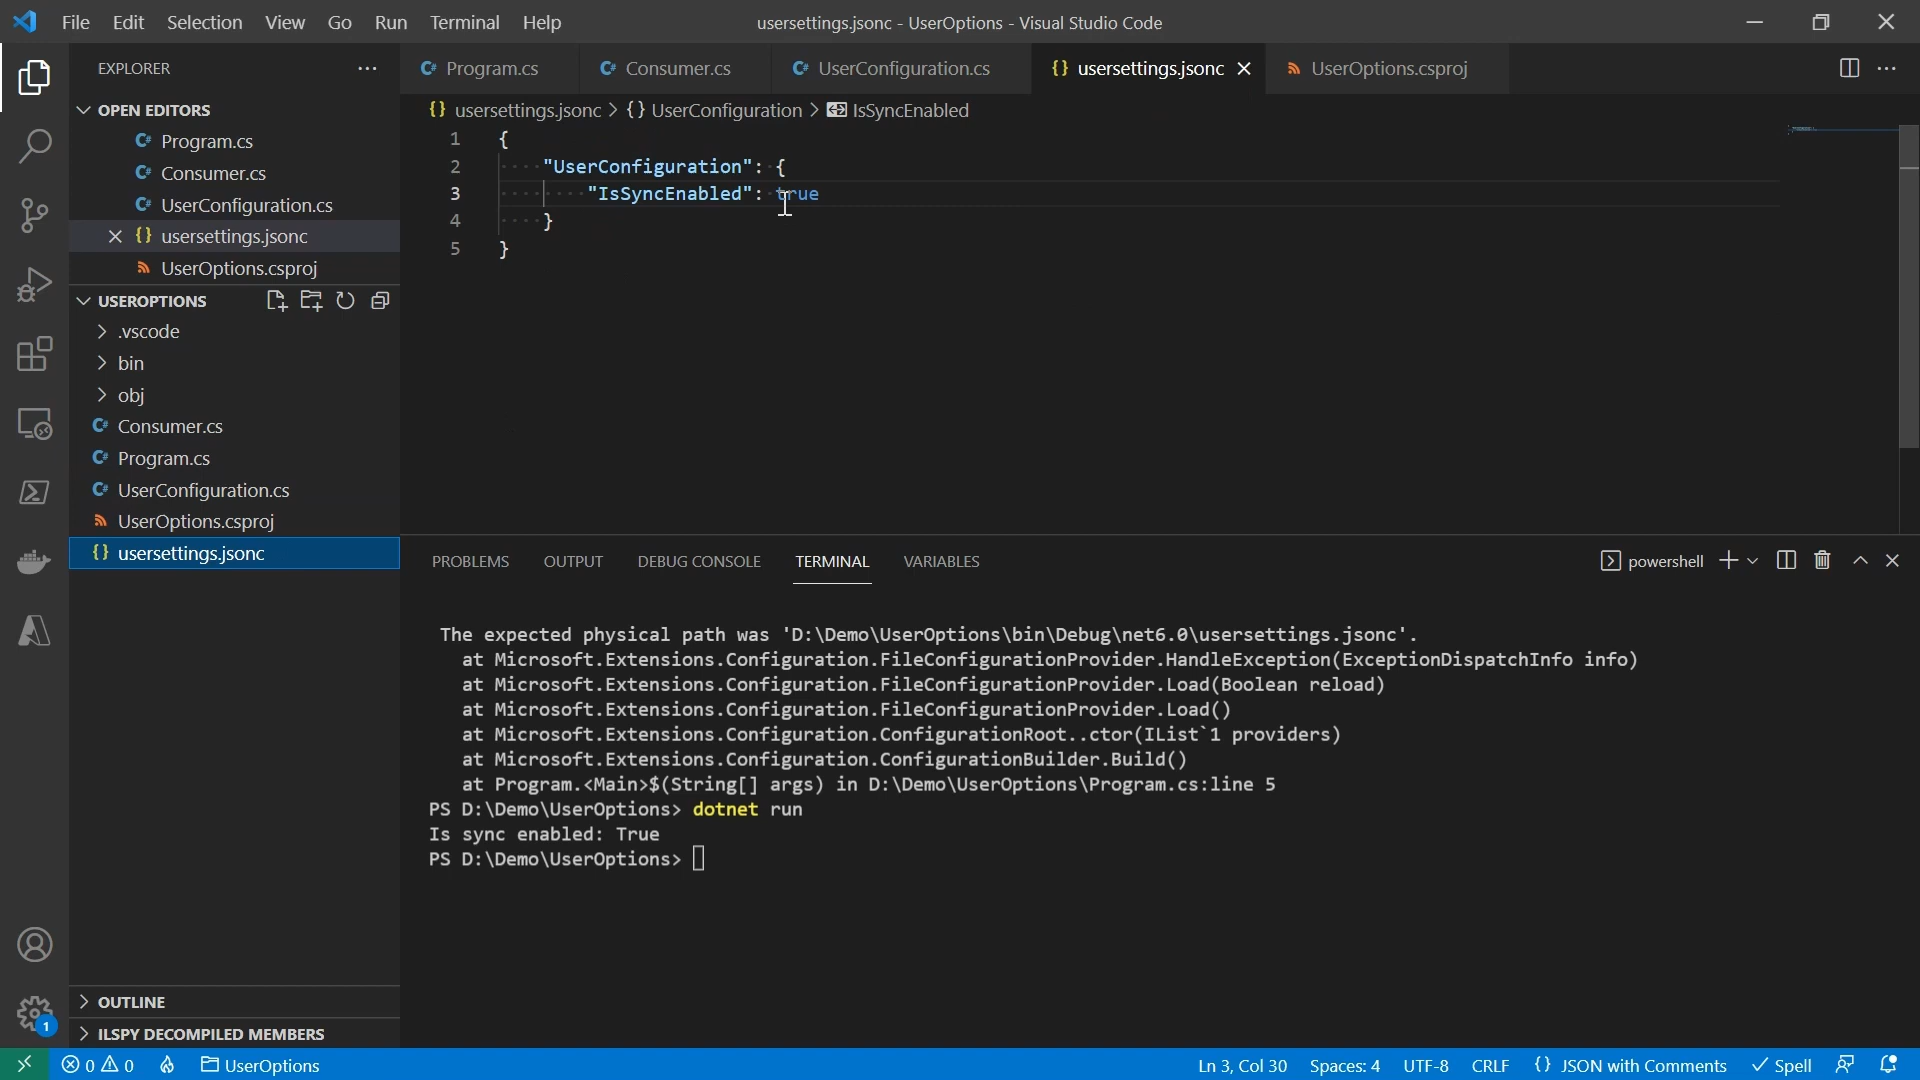 File Edit Selection View Go Run Terminal Help
usersettings.jsonc - UserOptions - Visual Studio Code
EXPLORER
OPEN EDITORS
Program.cs
Consumer.cs
UserConfiguration.cs
usersettings.jsonc
UserOptions.csproj
USEROPTIONS
.vscode
bin
obj
Consumer.cs
Program.cs
UserConfiguration.cs
UserOptions.csproj
usersettings.jsonc
OUTLINE
ILSPY DECOMPILED MEMBERS
Program.cs Consumer.cs UserConfiguration.cs usersettings.jsonc UserOptions.csproj
usersettings.jsonc > {} UserConfiguration > IsSyncEnabled
1 {
2 "UserConfiguration": {
3 "IsSyncEnabled": true
4 }
5 }
PROBLEMS OUTPUT DEBUG CONSOLE TERMINAL VARIABLES
powershell
The expected physical path was 'D:\Demo\UserOptions\bin\Debug\net6.0\usersettings.jsonc'.
at Microsoft.Extensions.Configuration.FileConfigurationProvider.HandleException(ExceptionDispatchInfo info)
at Microsoft.Extensions.Configuration.FileConfigurationProvider.Load(Boolean reload)
at Microsoft.Extensions.Configuration.FileConfigurationProvider.Load()
at Microsoft.Extensions.Configuration.ConfigurationRoot..ctor(IList`1 providers)
at Microsoft.Extensions.Configuration.ConfigurationBuilder.Build()
at Program.<Main>$(String[] args) in D:\Demo\UserOptions\Program.cs:line 5
PS D:\Demo\UserOptions> dotnet run
Is sync enabled: True
PS D:\Demo\UserOptions>
1
0 0 UserOptions Ln 3, Col 30 Spaces: 4 UTF-8 CRLF {} JSON with Comments Spell